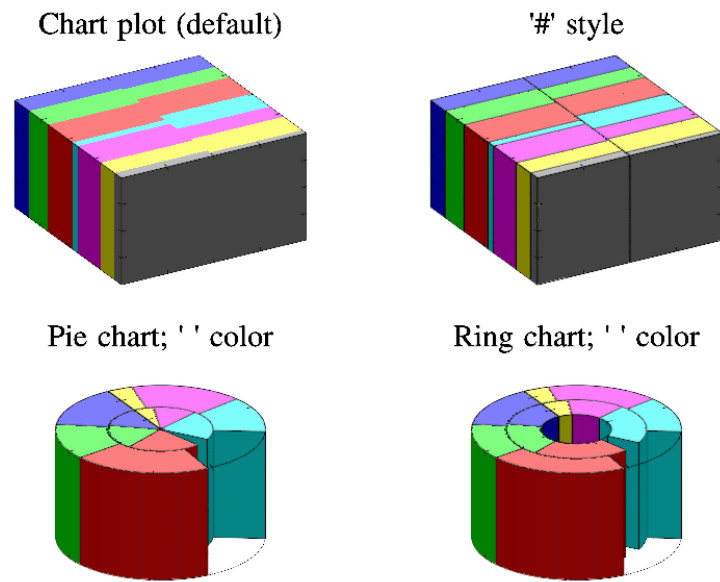 Chart plot (default)
'#' style
Pie chart; ' ' color
Ring chart; ' ' color